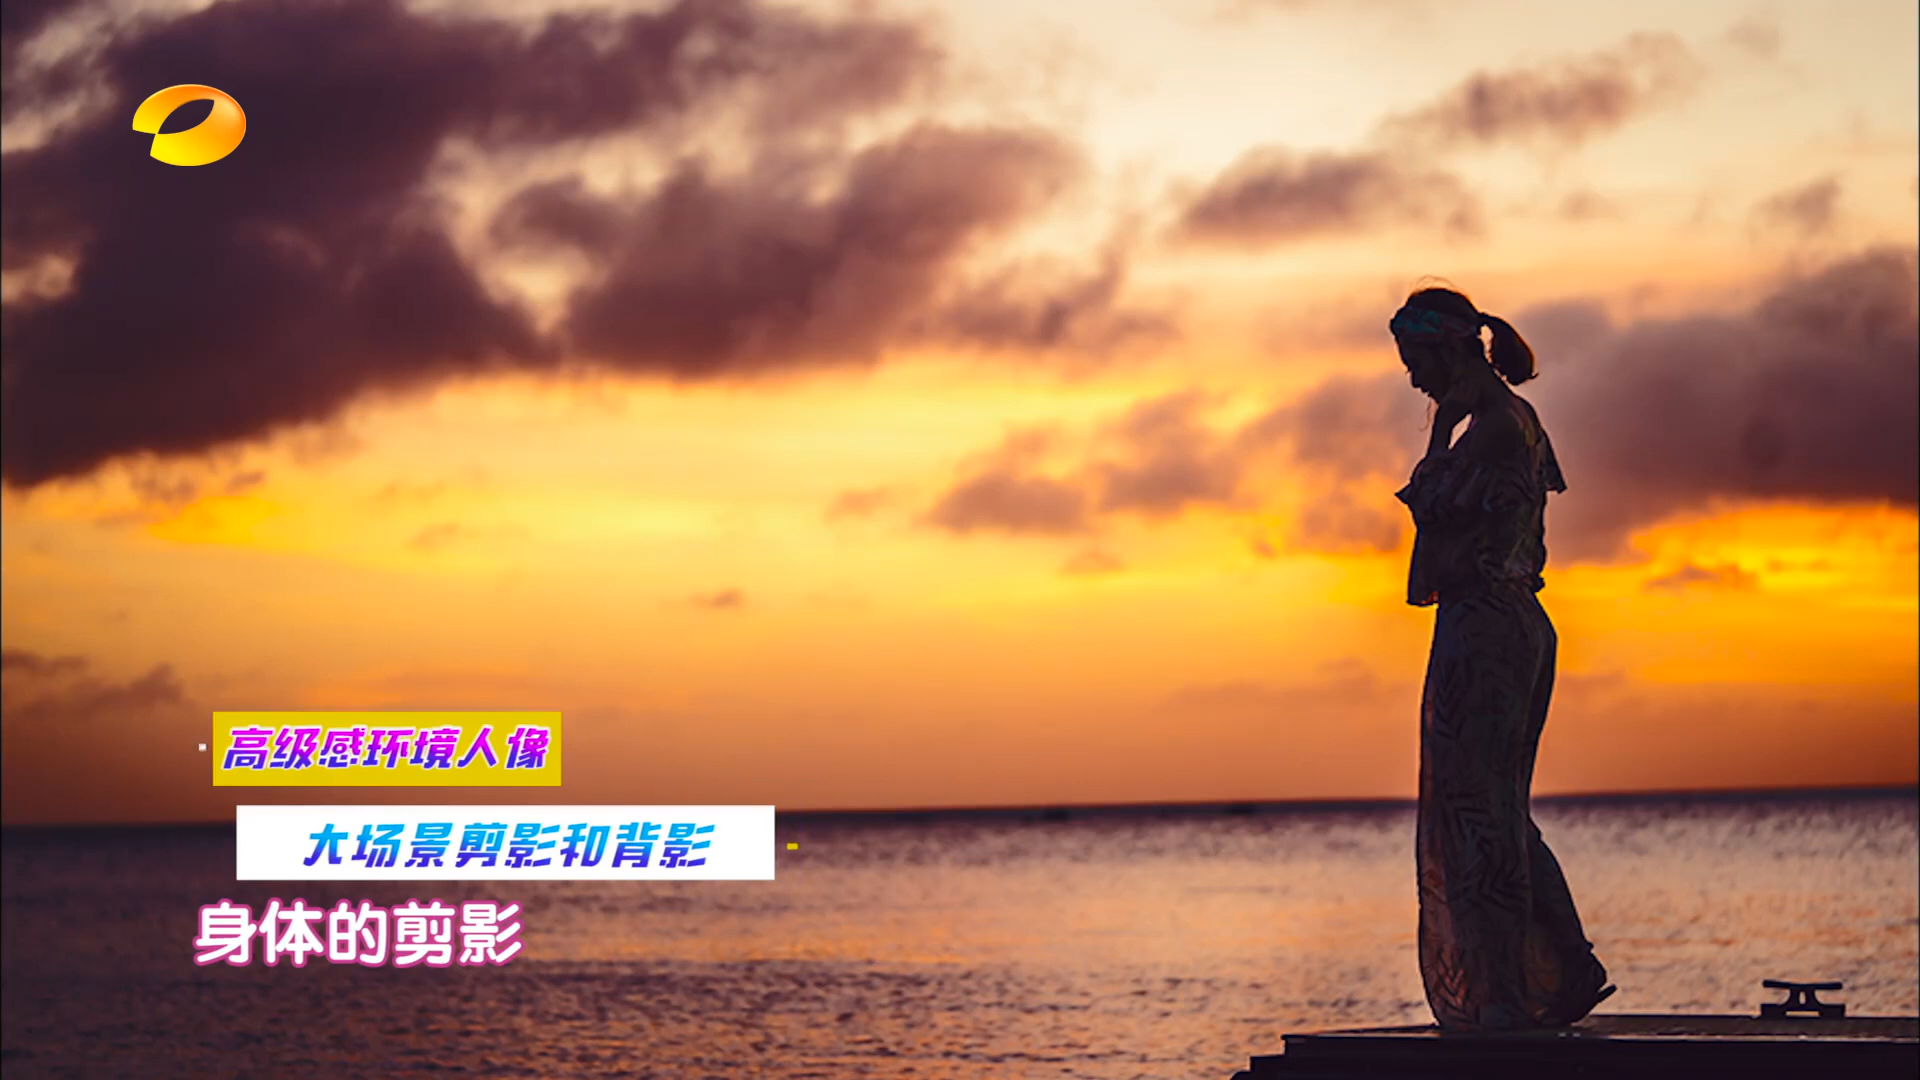 高级感环境人像
大场景剪影和背影
身体的剪影